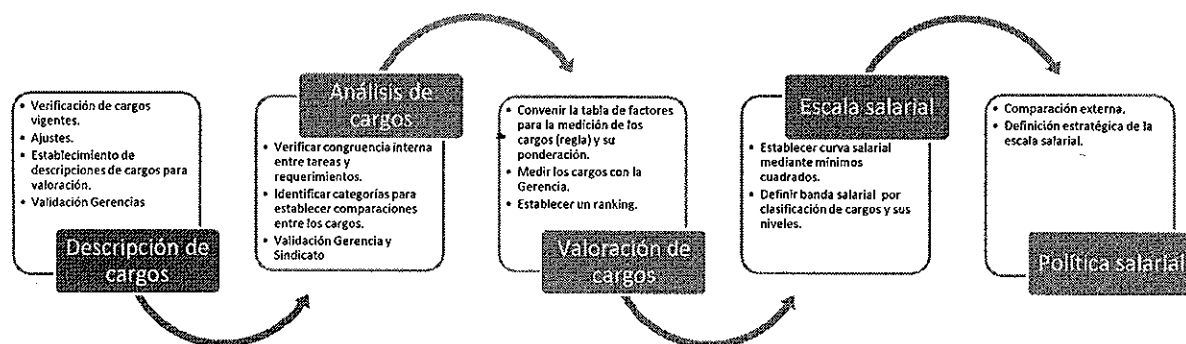 • Verificación de cargos
vigentes.
• Ajustes.
• Establecimiento de
descripciones de cargos para
valoración.
• Validación Gerencias
Descripción de
cargos
Análisis de
cargos
• Verificar congruencia interna
entre tareas y
requerimientos.
• Identificar categorías para
establecer comparaciones
entre los cargos.
• Validación Gerencia y
Sindicato
• Convenir la tabla de factores
para la medición de los
cargos (regla) y su
ponderación.
• Medir los cargos con la
Gerencia.
• Establecer un ranking.
Valoración de
cargos
Escala salarial
• Establecer curva salarial
mediante mínimos
cuadrados.
• Definir banda salarial por
clasificación de cargos y sus
niveles.
• Comparación externa.
• Definición estratégica de la
escala salarial.
Política salarial